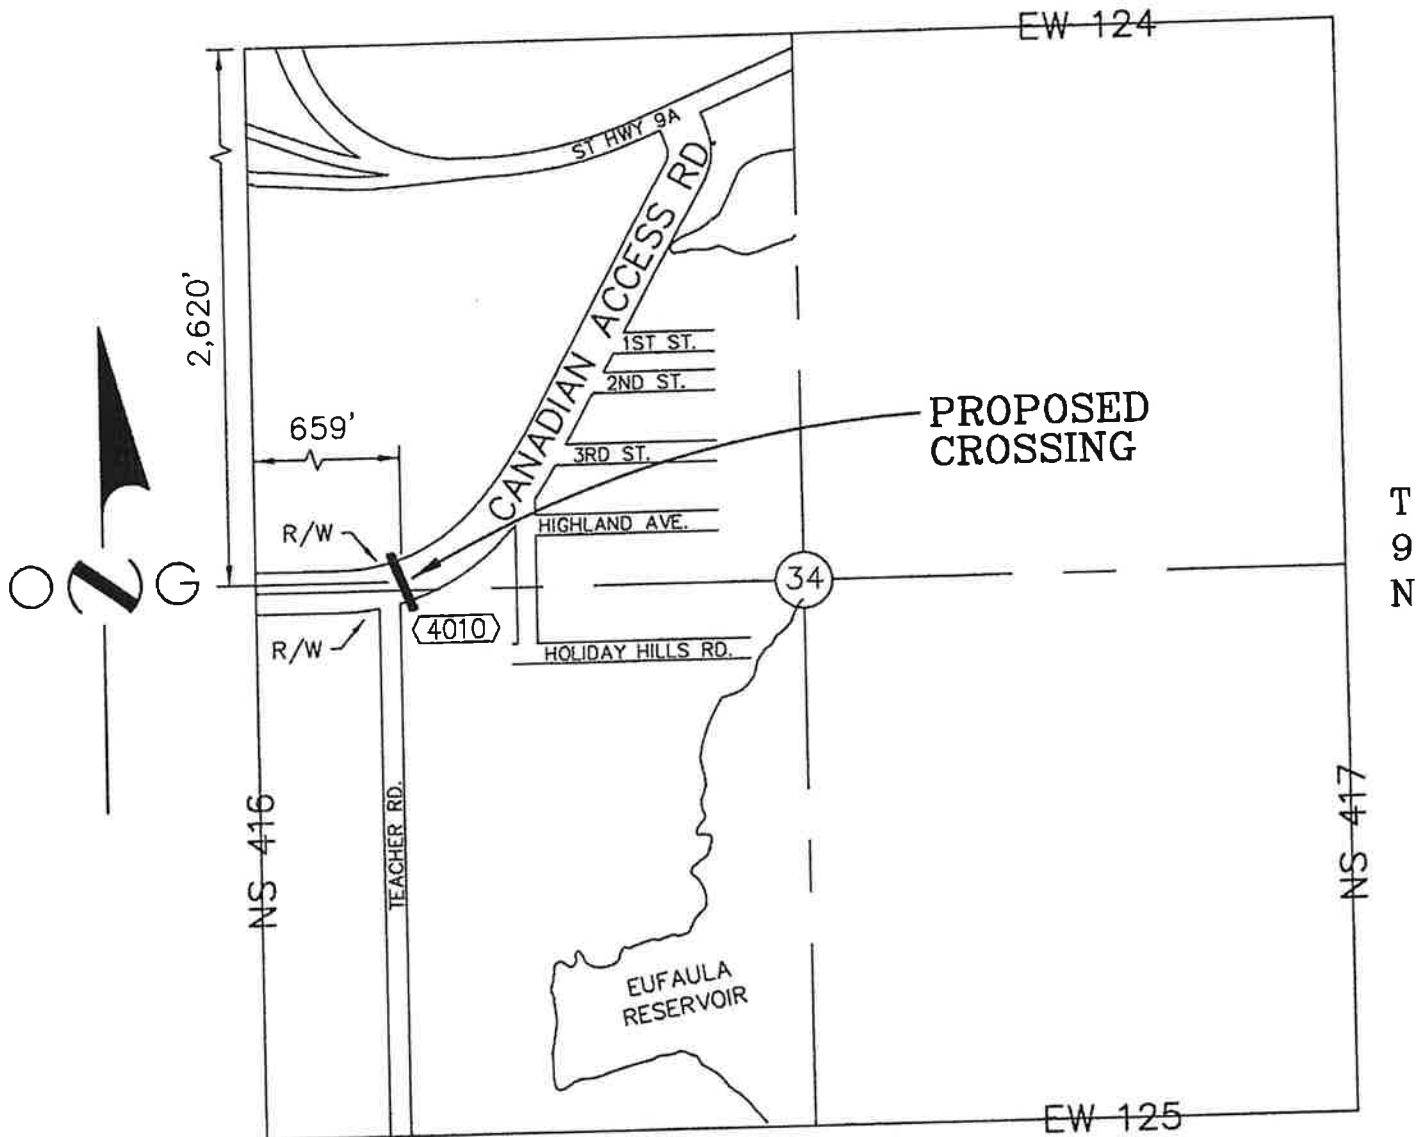 EW 124
ST HWY 9A
CANADIAN ACCESS RD.
2,620'
1ST ST.
2ND ST.
659'
PROPOSED
CROSSING
3RD ST.
R/W
HIGHLAND AVE.
T
9
N
O N G
34
4010
R/W
HOLIDAY HILLS RD.
NS 416
TEACHER RD.
NS 417
EUFAULA
RESERVOIR
EW 125